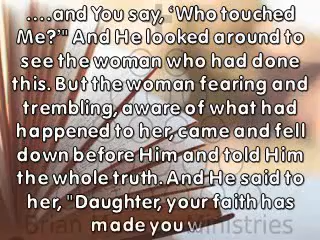 ....and You say, ‘Who touched
Me?’" And He looked around to
see the woman who had done
this. But the woman fearing and
trembling, aware of what had
happened to her, came and fell
down before Him and told Him
the whole truth. And He said to
her, "Daughter, your faith has
made you w
Brian Ministries